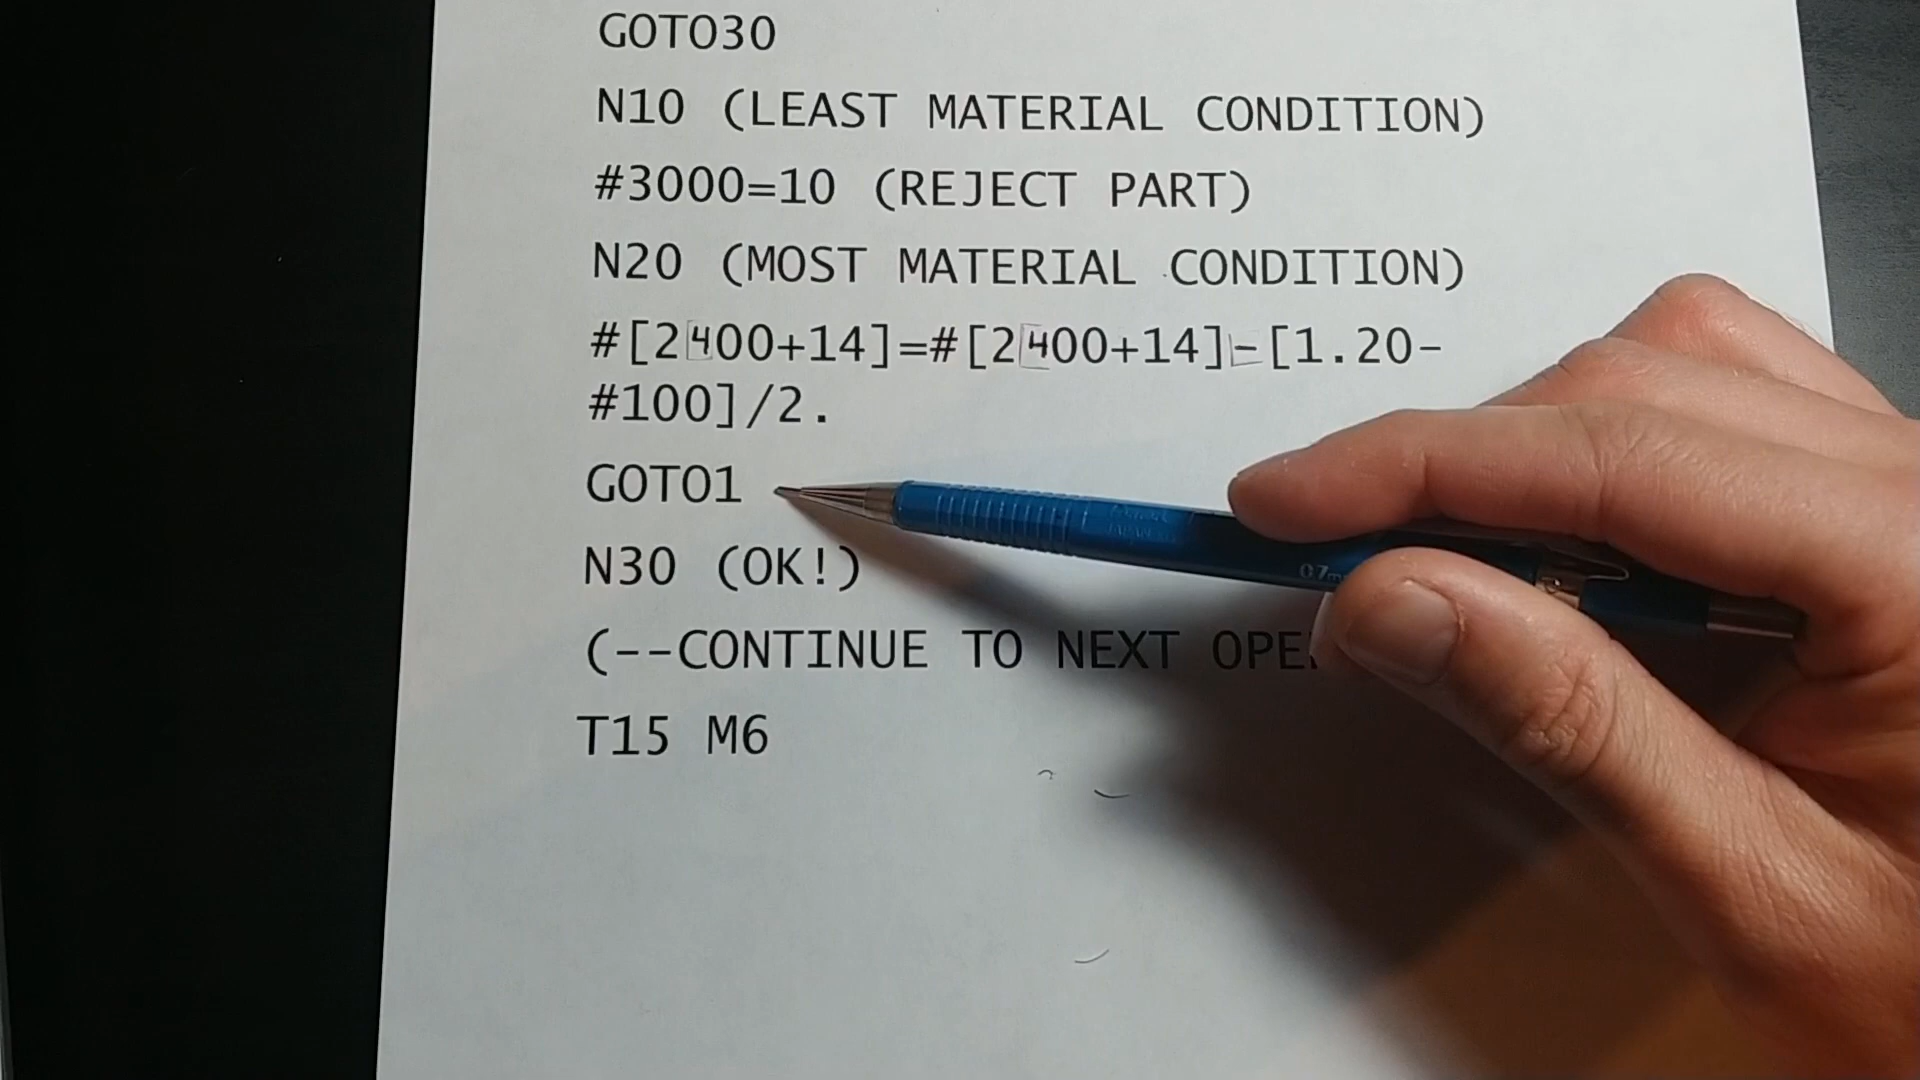 GOTO30
N10 (LEAST MATERIAL CONDITION)
#3000=10 (REJECT PART)
N20 (MOST MATERIAL CONDITION)
#[2400+14]=#[2400+14]-[1.20-
#100]/2.
GOTO1
N30 (OK!)
(--CONTINUE TO NEXT
T15 M6